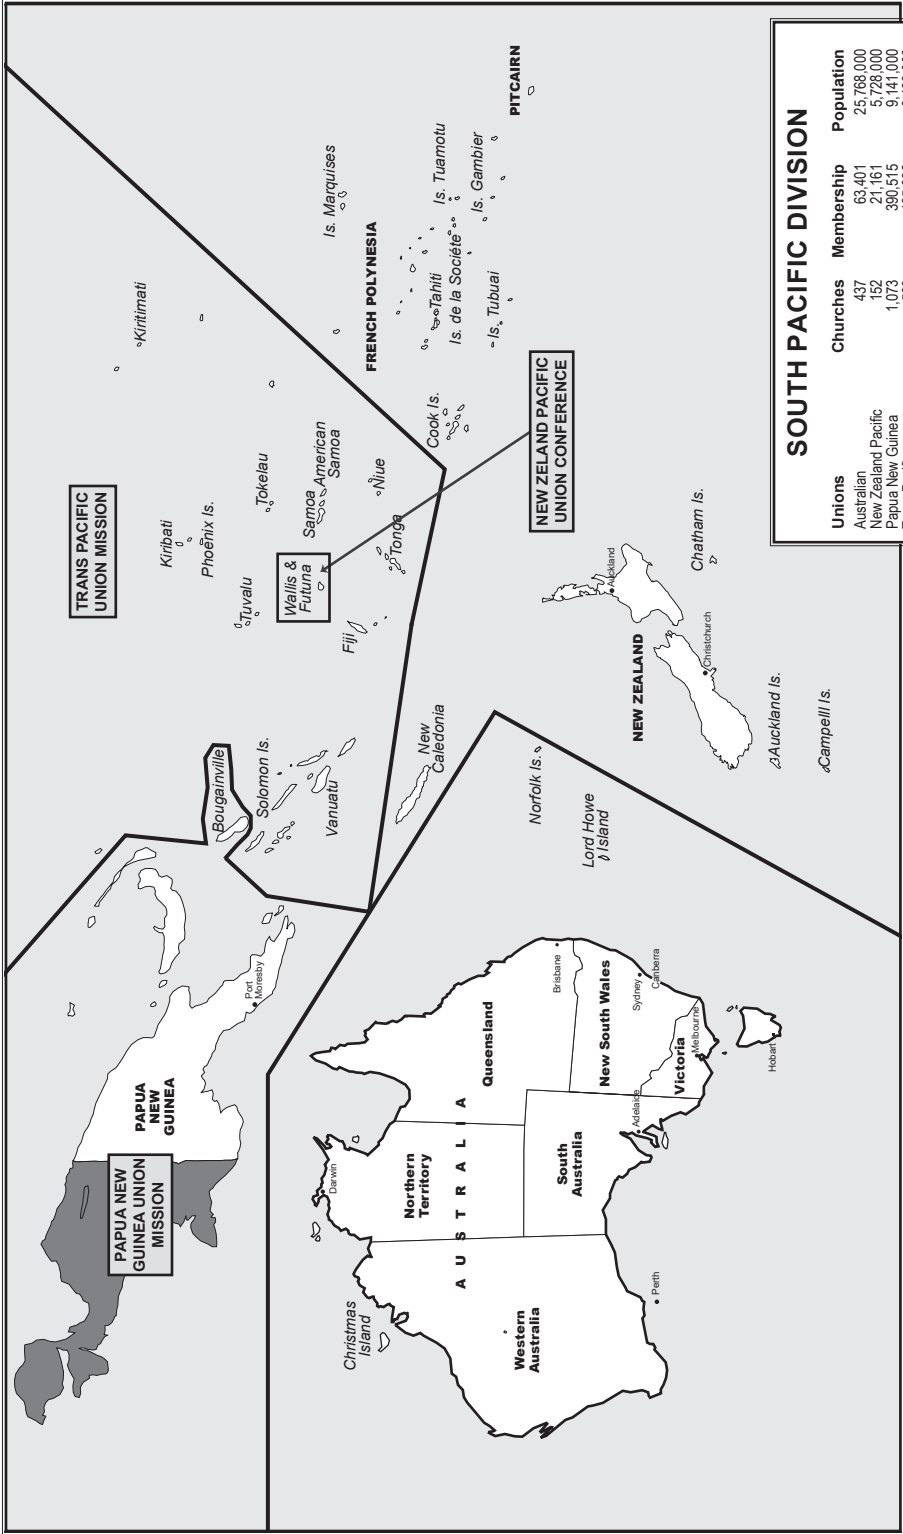 TRANS PACIFIC
UNION MISSION
Kiribati
Phoenix Is.
Kiritimati
Tokelau
Tuvalu
Wallis &
Futuna
Samoa
American
Samoa
Niue
Tonga
Fiji
Bougainville
Solomon Is.
Vanuatu
New
Caledonia
Is. Marquises
FRENCH POLYNESIA
Tahiti
Is. Tuamotu
Is. de la Sociéte
Is. Gambier
Is. Tubuai
PITCAIRN
Cook Is.
NEW ZEELAND PACIFIC
UNION CONFERENCE
PAPUA NEW
GUINEA UNION
MISSION
PAPUA
NEW
GUINEA
Port
Moresby
Christmas
Island
Darwin
Northern
Territory
Queensland
AUSTRALIA
Western
Australia
South
Australia
New South Wales
Victoria
Brisbane
Sydney
Canberra
Melbourne
Adelaide
Perth
Hobart
Norfolk Is.
Lord Howe
Island
NEW ZEALAND
Auckland
Christchurch
Chatham Is.
Auckland Is.
Campell Is.
SOUTH PACIFIC DIVISION
Unions Churches Membership Population
Australian 437 63,401 25,768,000
New Zealand Pacific 152 21,161 5,728,000
Papua New Guinea 1,073 390,515 9,141,000